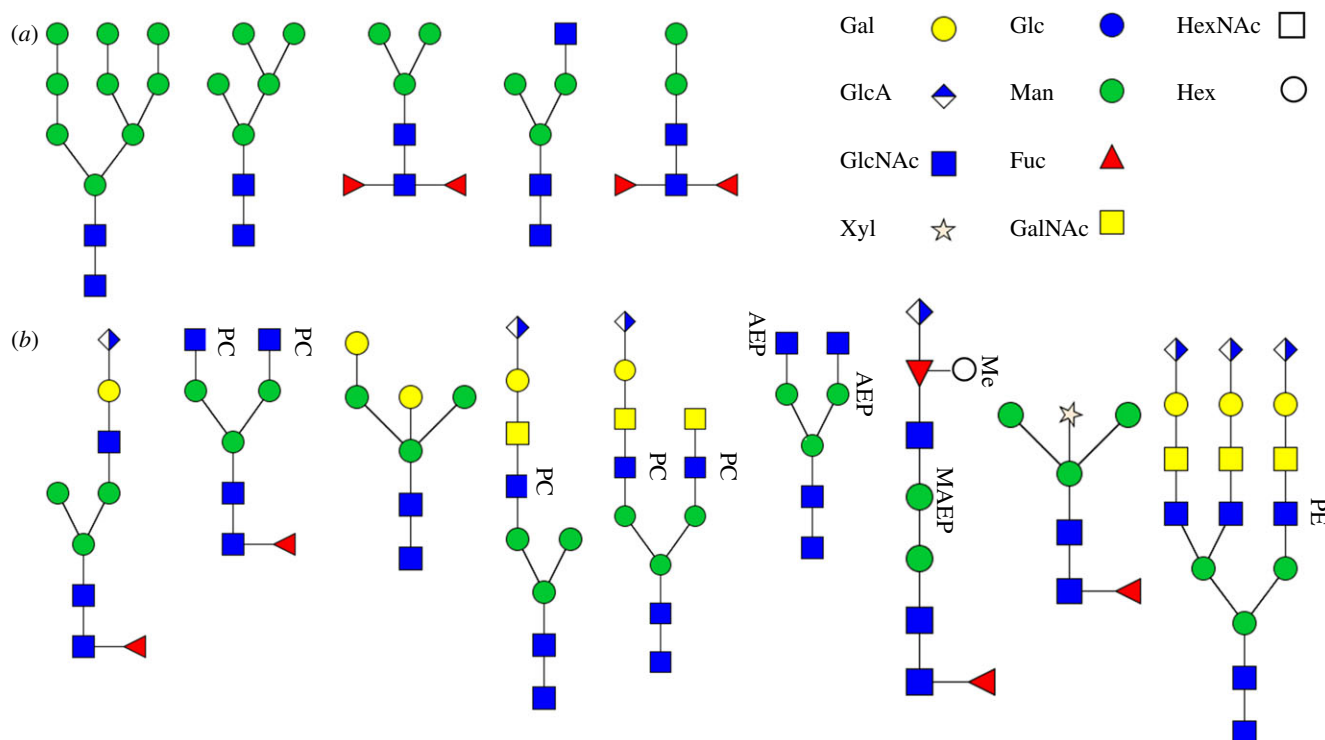 (a)
Gal Glc HexNAc
GlcA Man Hex
GlcNAc Fuc
Xyl GalNAc
(b)
PC PC
PC
PC PC
AEP AEP
Me
MAEP
PE